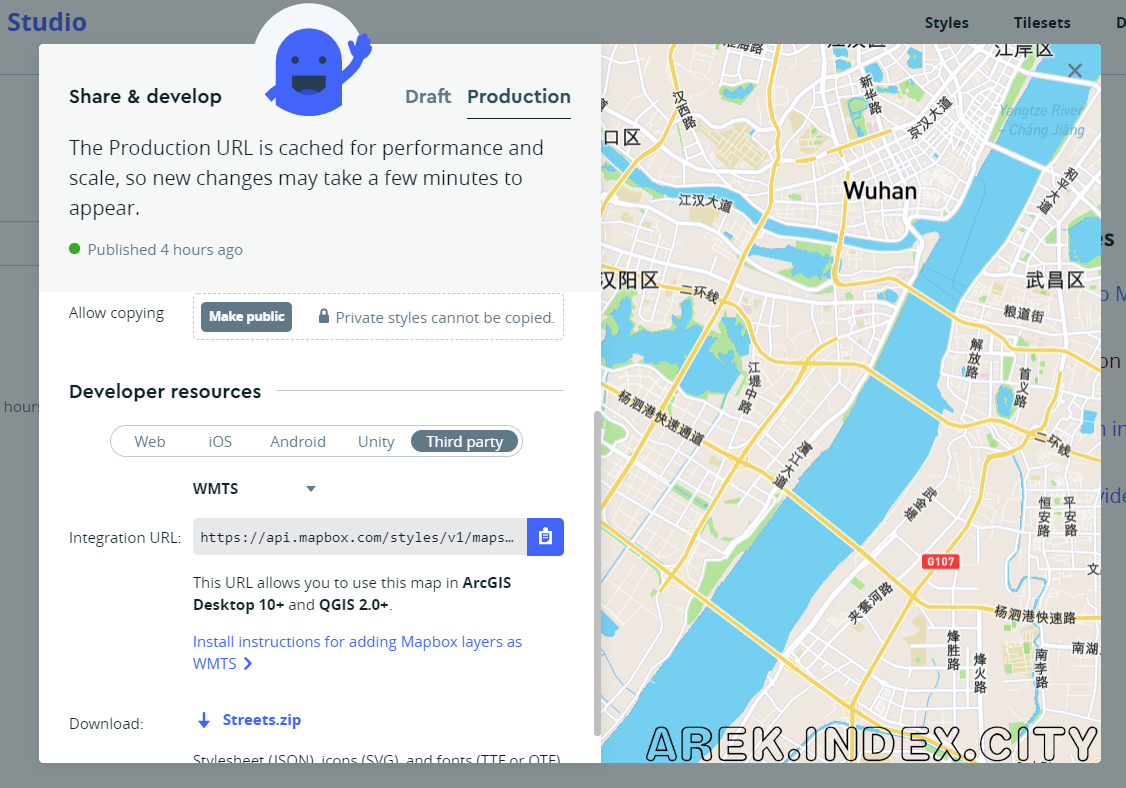 Studio
Styles
Tilesets
D
Share & develop
Draft
Production
The Production URL is cached for performance and
scale, so new changes may take a few minutes to
appear.
Published 4 hours ago
Allow copying
Make public
Private styles cannot be copied.
Developer resources
hours
Web
iOS
Android
Unity
Third party
WMTS
Integration URL:
https://api.mapbox.com/styles/v1/maps…
This URL allows you to use this map in ArcGIS
Desktop 10+ and QGIS 2.0+.
Install instructions for adding Mapbox layers as
WMTS
Download:
Streets.zip
Stylesheet (JSON), icons (SVG), and fonts (TTF or OTF)
江岸区
汉西路
新华路
京汉大道
Yangtze River
– Cháng Jiāng
口区
Wuhan
和平大道
江汉大道
汉阳区
二环线
武昌区
粮道街
解放路
首义路
江堤中路
杨泗港快速通道
二环线
滨江大道
武金堤
恒安路
平安路
G107
文
夹套河路
杨泗港快速路
烽胜路
烽火路
南李路
南湖
AREK.INDEX.CITY